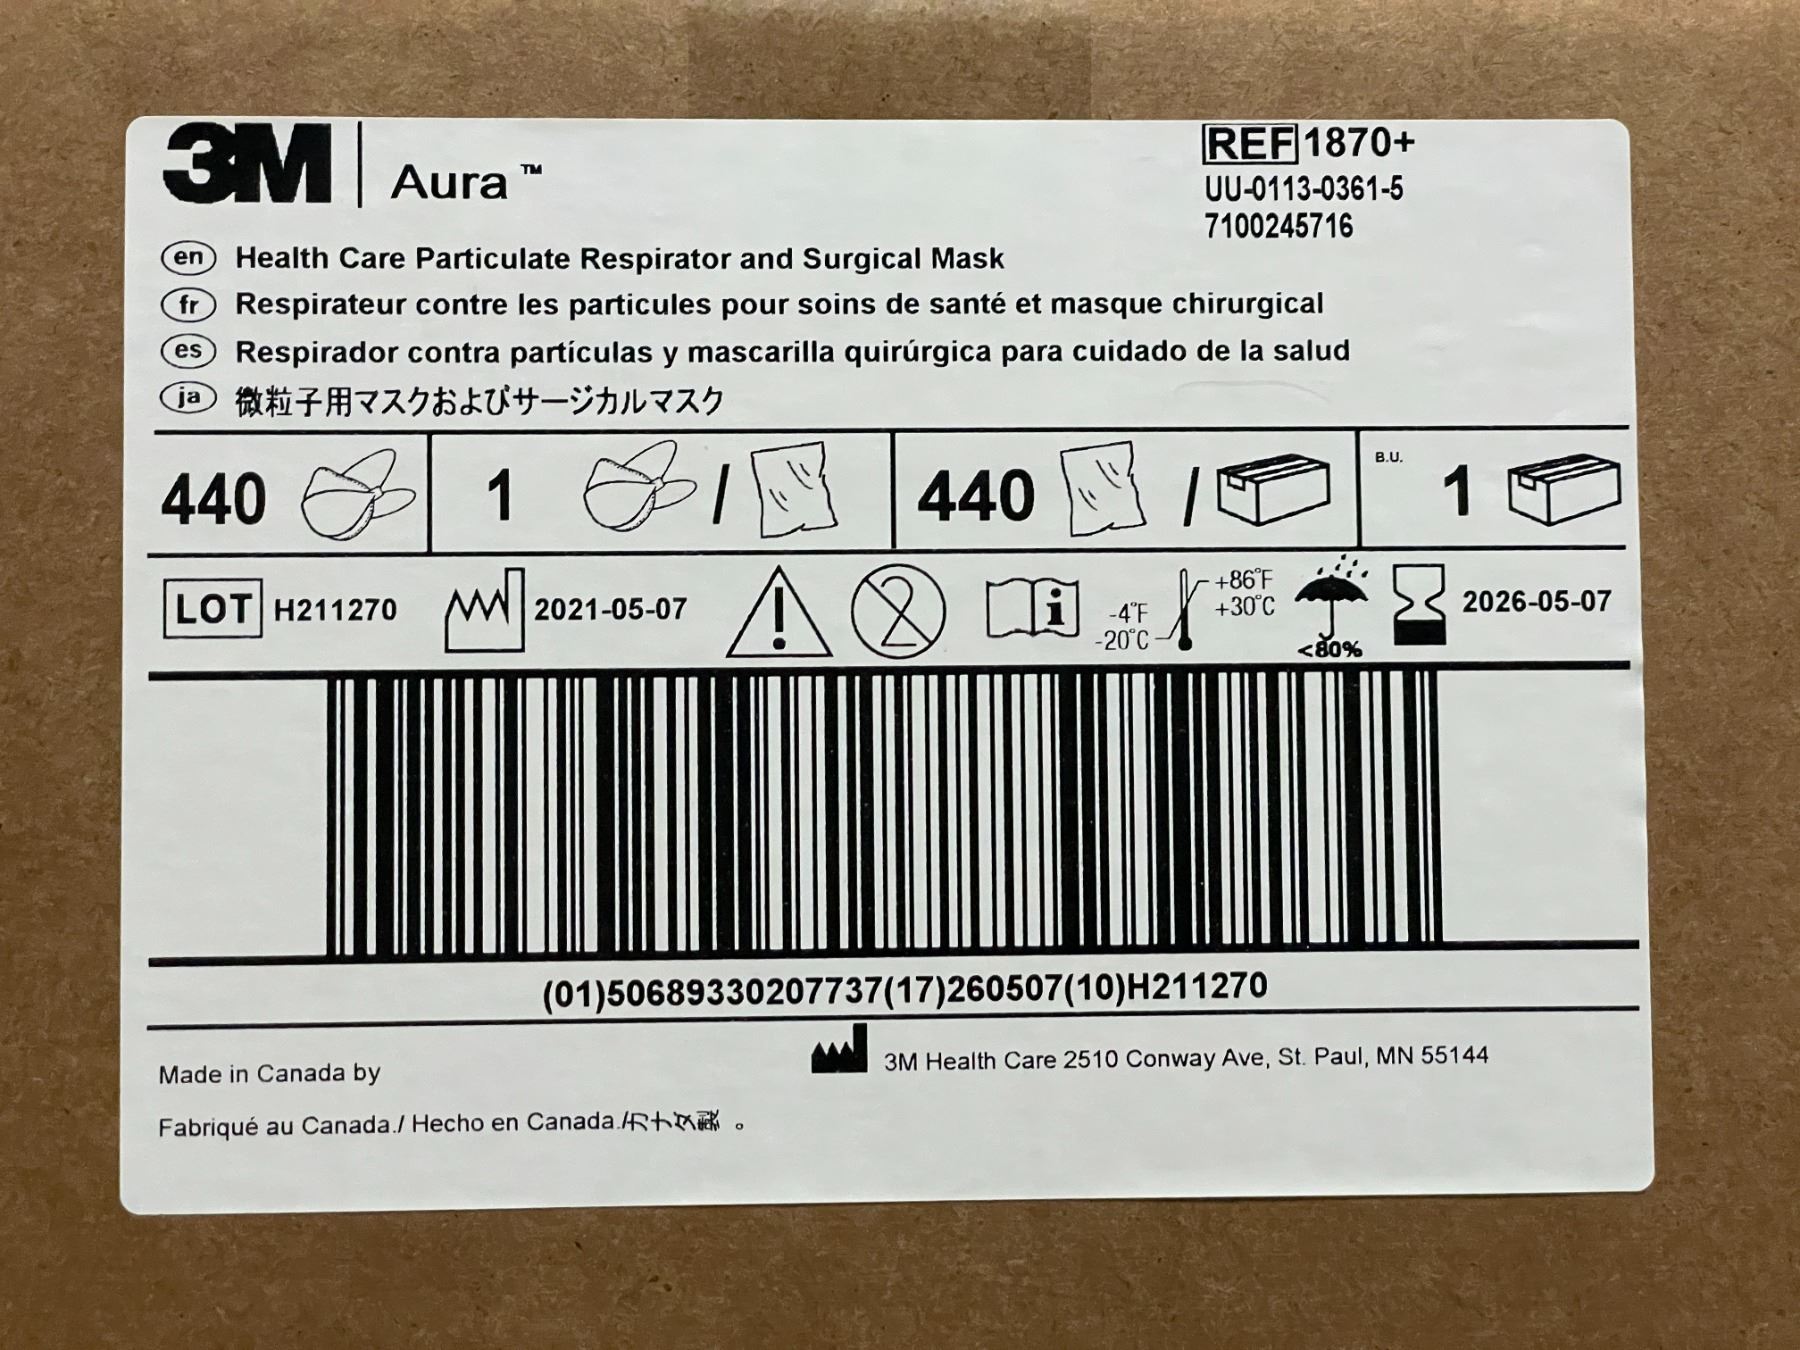 3M Aura™
REF 1870+
UU-0113-0361-5
7100245716
en Health Care Particulate Respirator and Surgical Mask
fr Respirateur contre les particules pour soins de santé et masque chirurgical
es Respirador contra partículas y mascarilla quirúrgica para cuidado de la salud
ja 微粒子用マスクおよびサージカルマスク
440 1 / 440 / B.U. 1
LOT H211270 2021-05-07 ! 2 i -4°F -20°C +86°F +30°C <80% 2026-05-07
(01)50689330207737(17)260507(10)H211270
Made in Canada by
3M Health Care 2510 Conway Ave, St. Paul, MN 55144
Fabriqué au Canada./ Hecho en Canada./